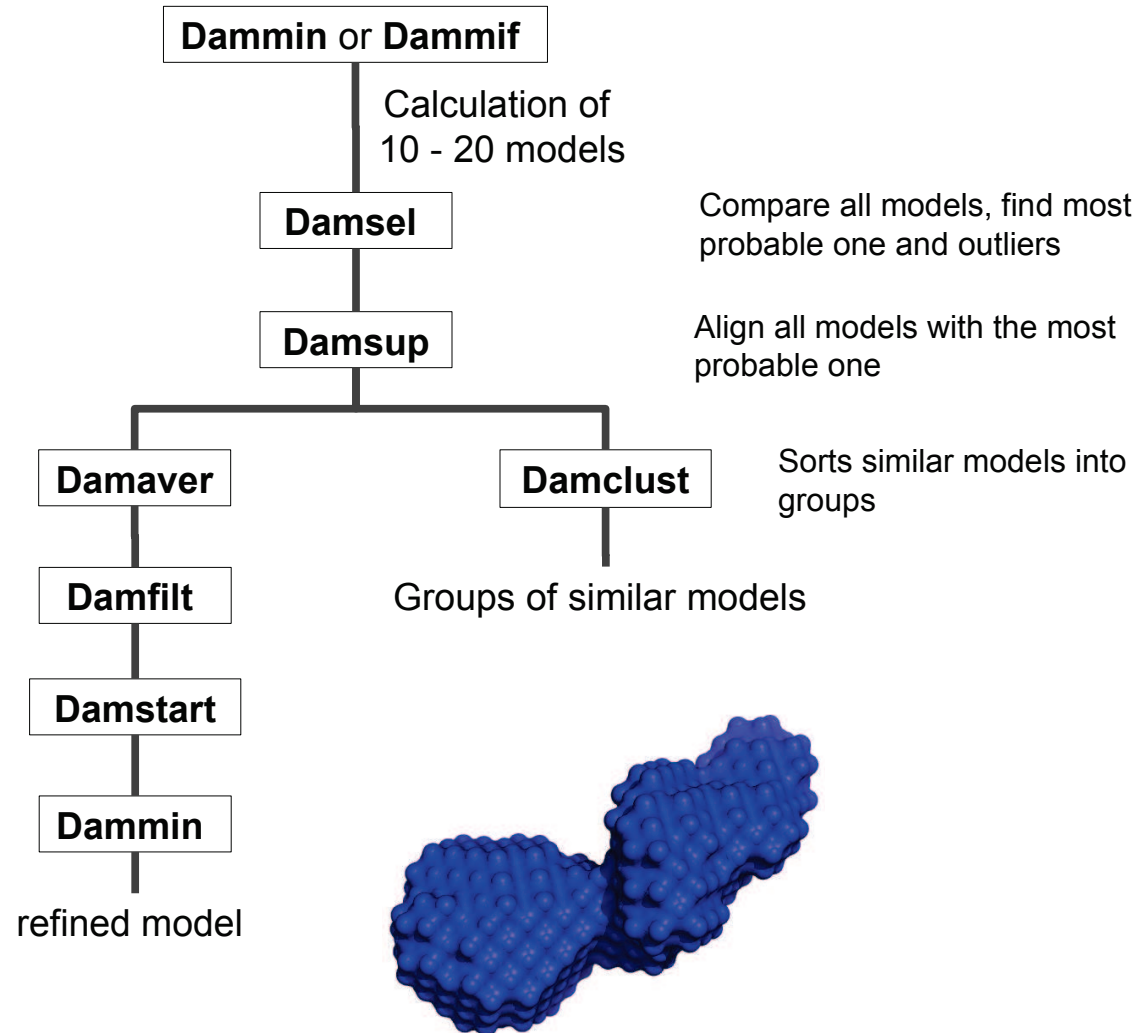 Dammin or Dammif
Calculation of
10 - 20 models
Damsel
Compare all models, find most
probable one and outliers
Damsup
Align all models with the most
probable one
Damaver
Damclust
Sorts similar models into
groups
Damfilt
Groups of similar models
Damstart
Dammin
refined model